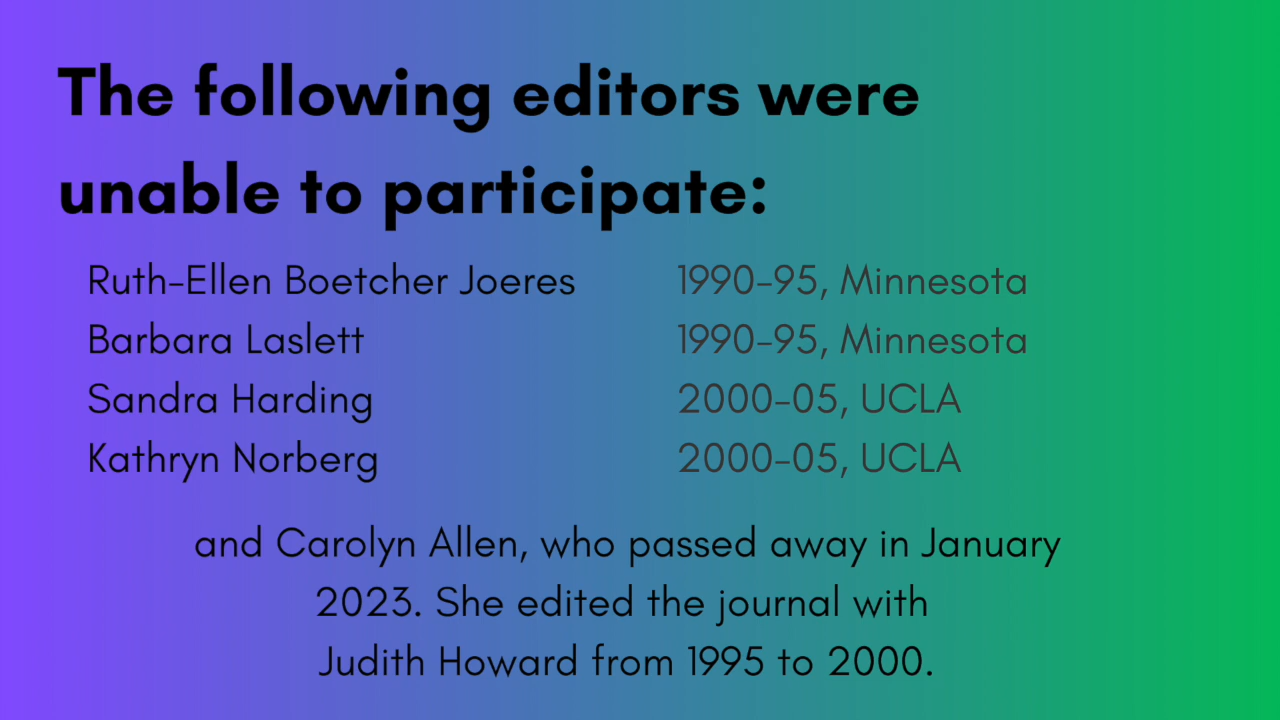 The following editors were
unable to participate:
Ruth-Ellen Boetcher Joeres 1990-95, Minnesota
Barbara Laslett 1990-95, Minnesota
Sandra Harding 2000-05, UCLA
Kathryn Norberg 2000-05, UCLA
and Carolyn Allen, who passed away in January
2023. She edited the journal with
Judith Howard from 1995 to 2000.